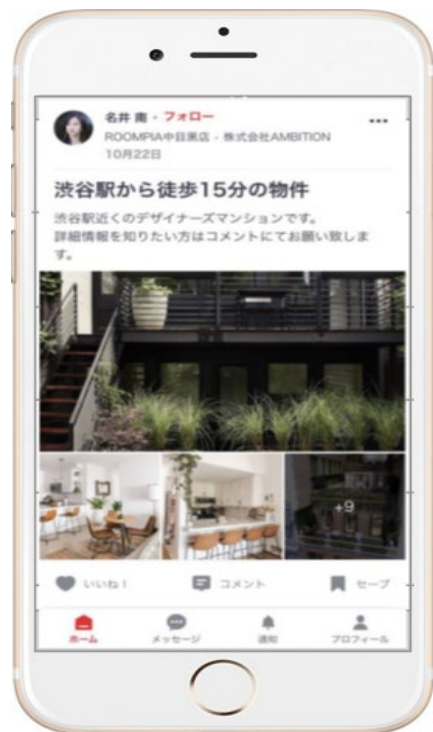 名井 南・フォロー
ROOMPIA中目黒店 - 株式会社AMBITION
10月22日
渋谷駅から徒歩15分の物件
渋谷駅近くのデザイナーズマンションです。
詳細情報を知りたい方はコメントにてお願い致しま
す。
+9
いいね！ コメント セーブ
ホーム メッセージ 通知 プロフィール